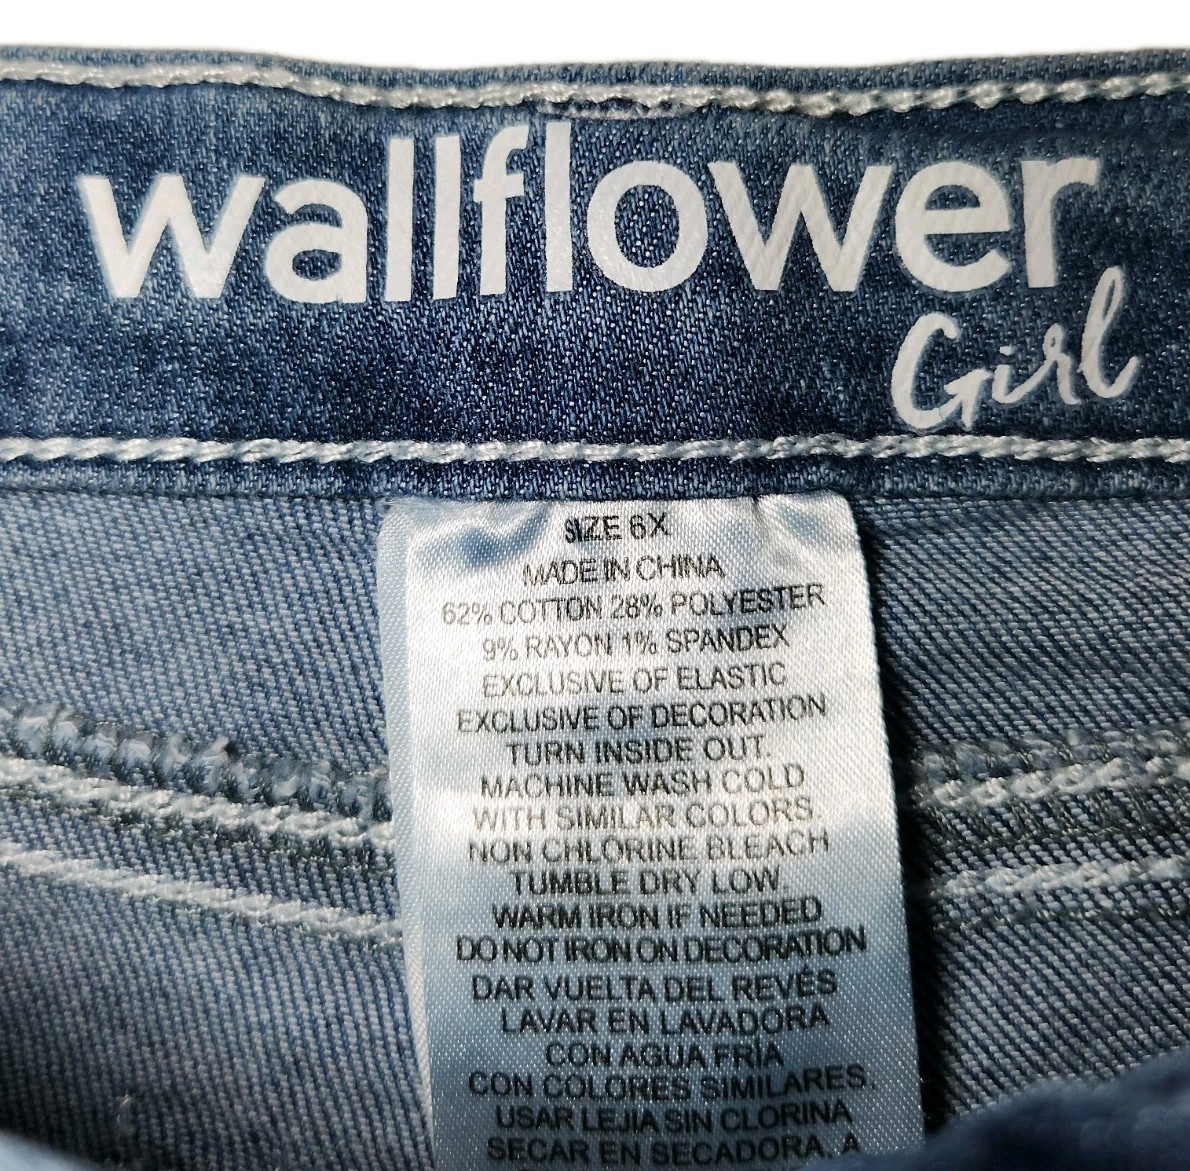 wallflower
Girl
SIZE 6X
MADE IN CHINA
62% COTTON 28% POLYESTER
9% RAYON 1% SPANDEX
EXCLUSIVE OF ELASTIC
EXCLUSIVE OF DECORATION
TURN INSIDE OUT.
MACHINE WASH COLD
WITH SIMILAR COLORS.
NON CHLORINE BLEACH
TUMBLE DRY LOW.
WARM IRON IF NEEDED
DO NOT IRON ON DECORATION
DAR VUELTA DEL REVÉS
LAVAR EN LAVADORA
CON AGUA FRÍA
CON COLORES SIMILARES.
USAR LEJIA SIN CLORINA
SECAR EN SECADORA, A